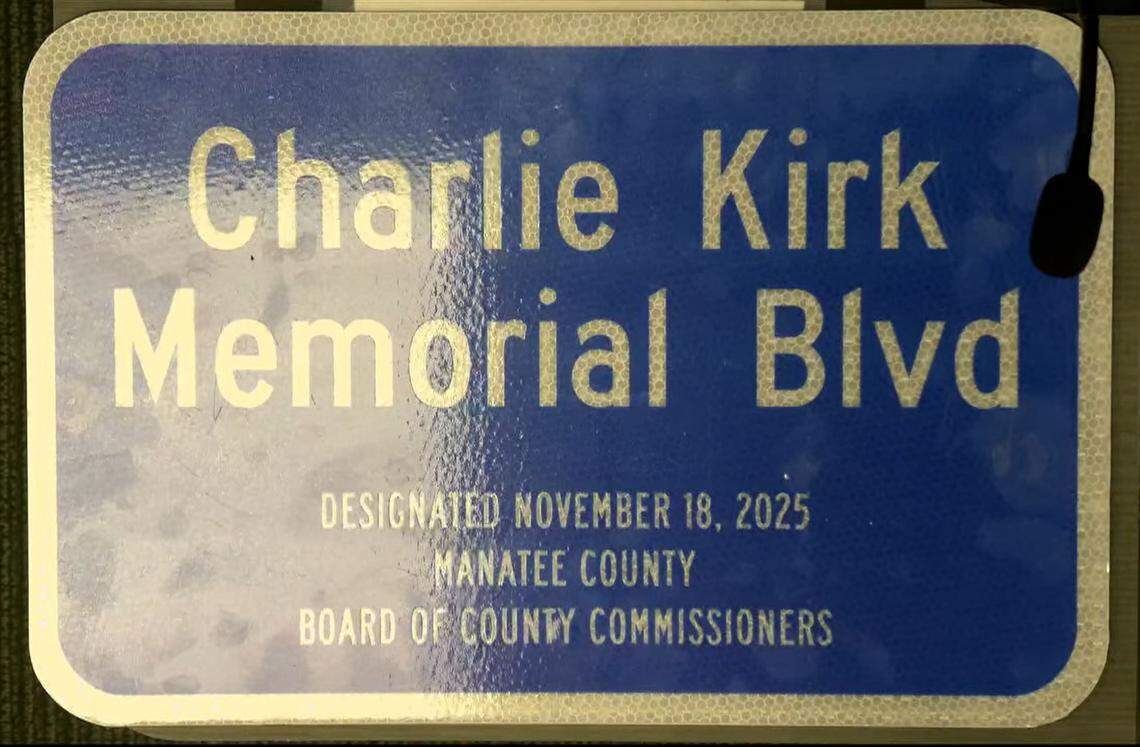 Charlie Kirk
Memorial Blvd
DESIGNATED NOVEMBER 18, 2025
MANATEE COUNTY
BOARD OF COUNTY COMMISSIONERS